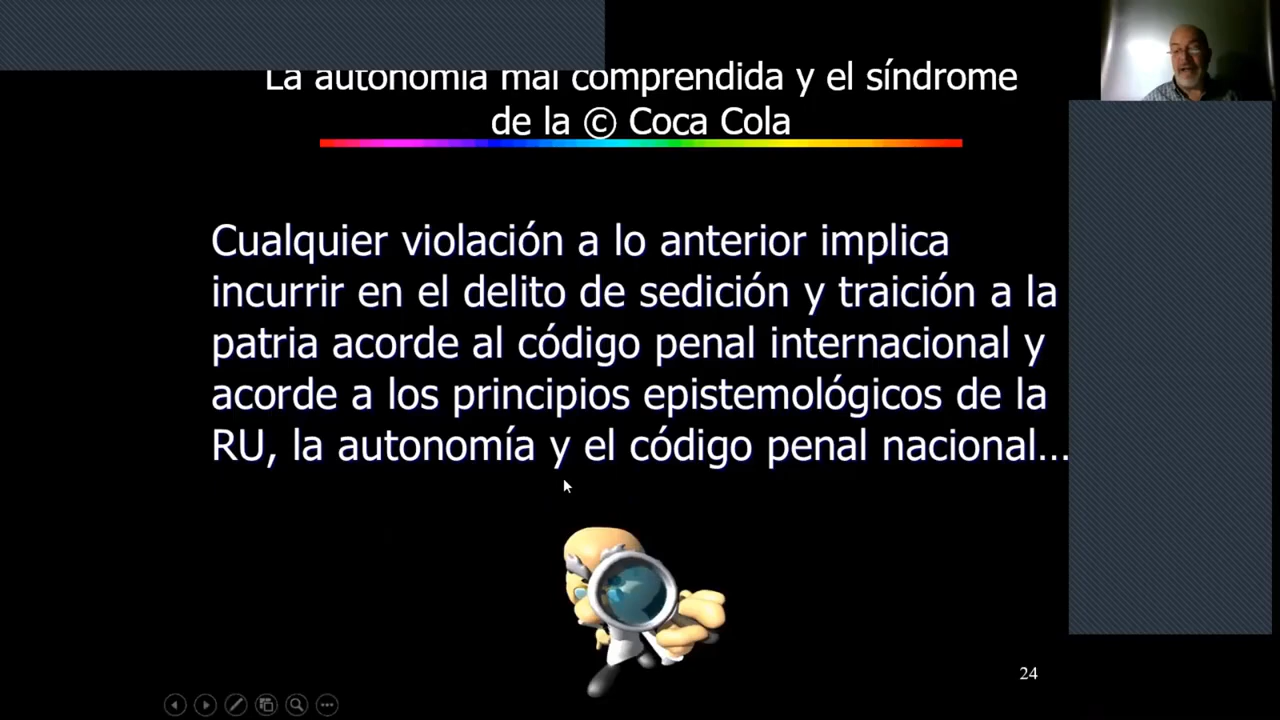 La autonomía mal comprendida y el síndrome
de la © Coca Cola
Cualquier violación a lo anterior implica
incurrir en el delito de sedición y traición a la
patria acorde al código penal internacional y
acorde a los principios epistemológicos de la
RU, la autonomía y el código penal nacional...
24